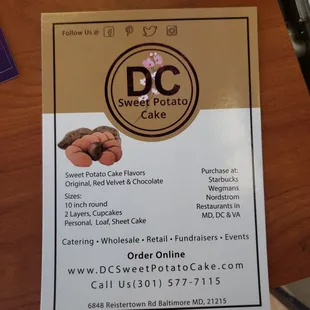 Follow Us @
DC
Sweet Potato
Cake
Sweet Potato Cake Flavors
Original, Red Velvet & Chocolate
Sizes:
10 inch round
2 Layers, Cupcakes
Personal, Loaf, Sheet Cake
Purchase at:
Starbucks
Wegmans
Nordstrom
Restaurants in
MD, DC & VA
Catering • Wholesale • Retail • Fundraisers • Events
Order Online
www.DCSweetPotatoCake.com
Call Us(301) 577-7115
6848 Reistertown Rd Baltimore MD, 21215